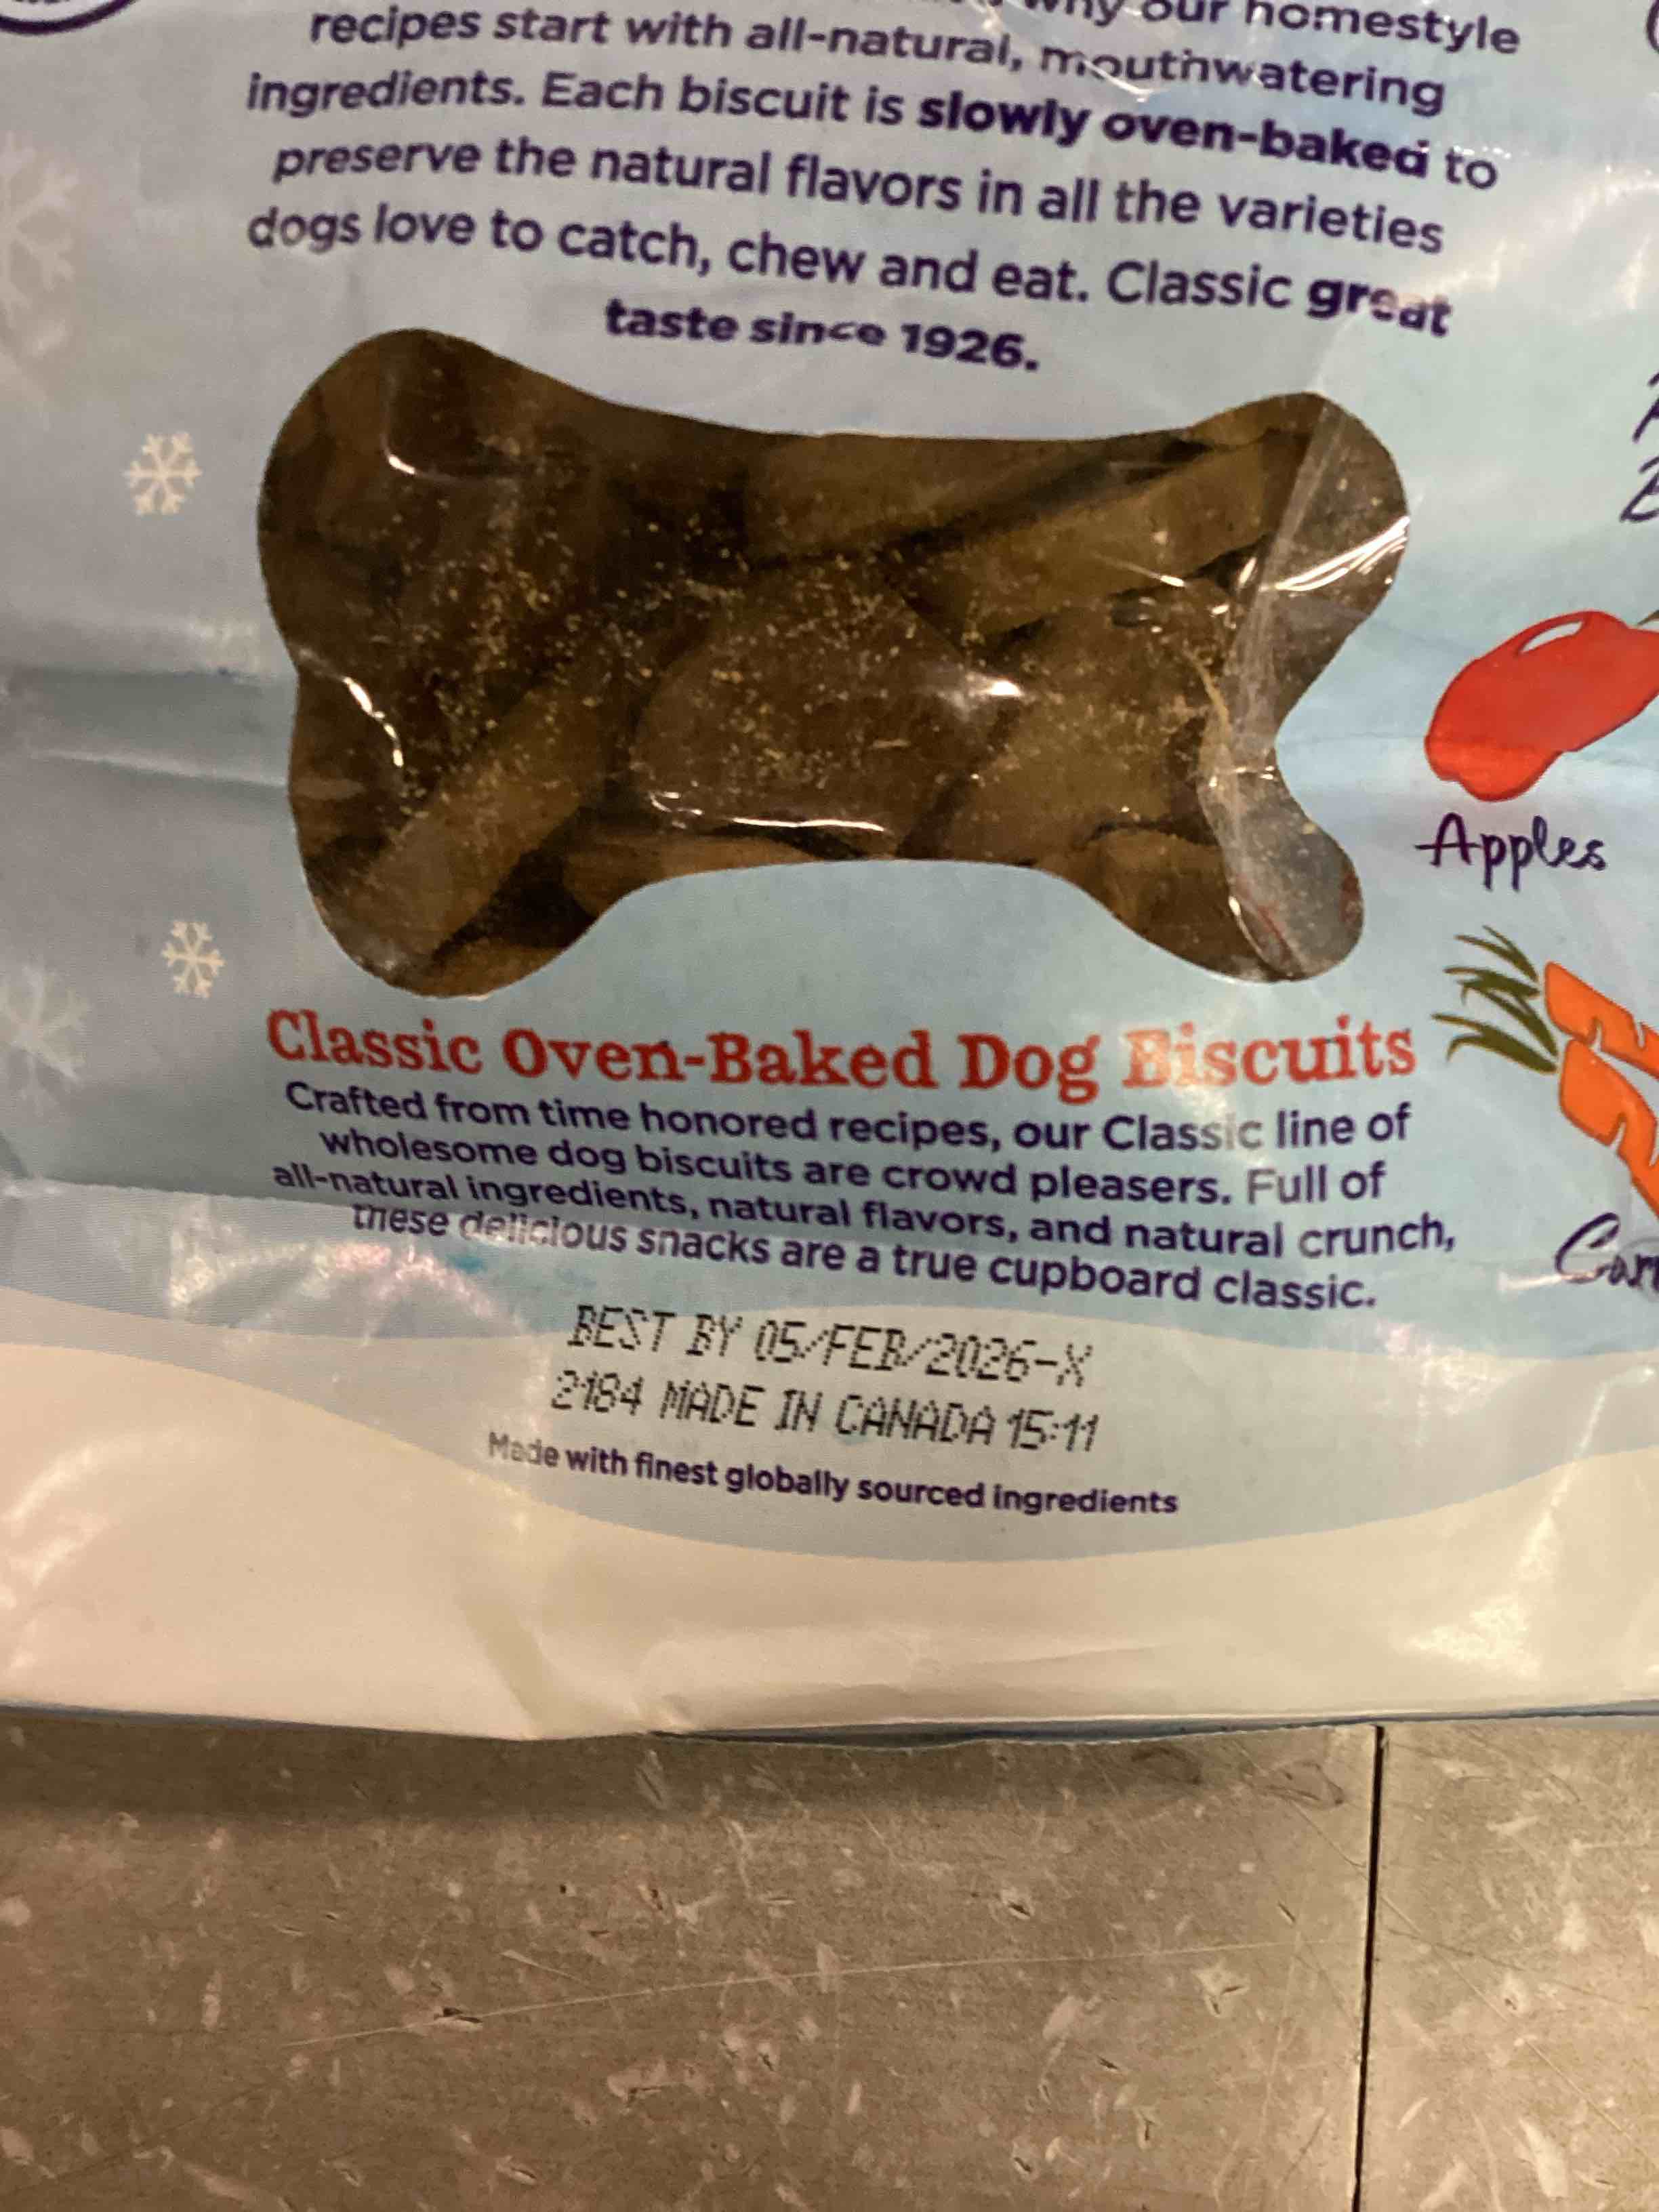 why our homestyle
recipes start with all-natural, mouthwatering
ingredients. Each biscuit is slowly oven-baked to
preserve the natural flavors in all the varieties
dogs love to catch, chew and eat. Classic great
taste since 1926.
Apples
Classic Oven-Baked Dog Biscuits
Crafted from time honored recipes, our Classic line of
wholesome dog biscuits are crowd pleasers. Full of
all-natural ingredients, natural flavors, and natural crunch,
these delicious snacks are a true cupboard classic.
BEST BY 05/FEB/2026-X
2184 MADE IN CANADA 15:11
Made with finest globally sourced ingredients